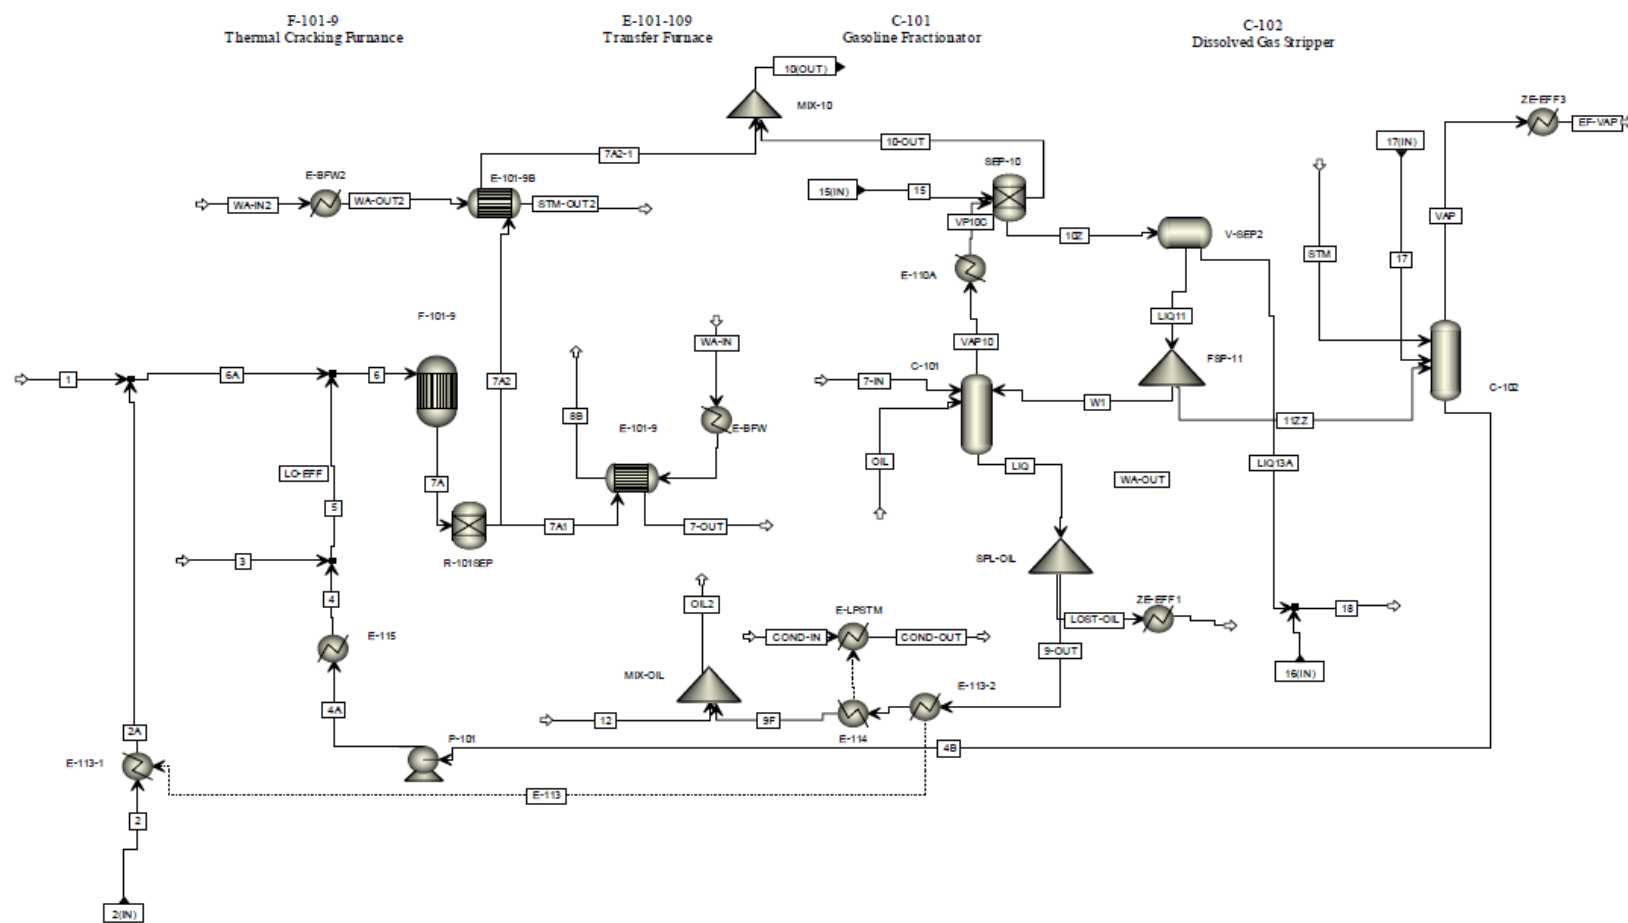 F-101-9
Thermal Cracking Furnance
E-101-109
Transfer Furnace
C-101
Gasoline Fractionator
C-102
Dissolved Gas Stripper
10(OUT)
MIX-10
ZE-EFF3
EF-VAP
17(IN)
10-OUT
7A2-1
SEP-10
E-BFW2
E-101-9B
15(IN)
15
WA-IN2
WA-OUT2
STM-OUT2
VP10C
VAP
10Z
V-SEP2
STM
17
E-110A
F-101-9
LIQ11
WA-IN
VAP10
FSP-11
C-101
1
6A
6
7A2
7-IN
C-102
W1
8B
E-BFW
11ZZ
E-101-9
OIL
LIQ
LIQ13A
LO-EFF
7A
WA-OUT
5
7A1
7-OUT
R-101SEP
3
SPL-OIL
4
OIL2
E-LPSTM
ZE-EFF1
18
COND-IN
COND-OUT
LOST-OIL
E-115
9-OUT
16(IN)
MIX-OIL
E-113-2
4A
12
9F
2A
P-101
E-114
4B
E-113-1
E-113
2
2(IN)